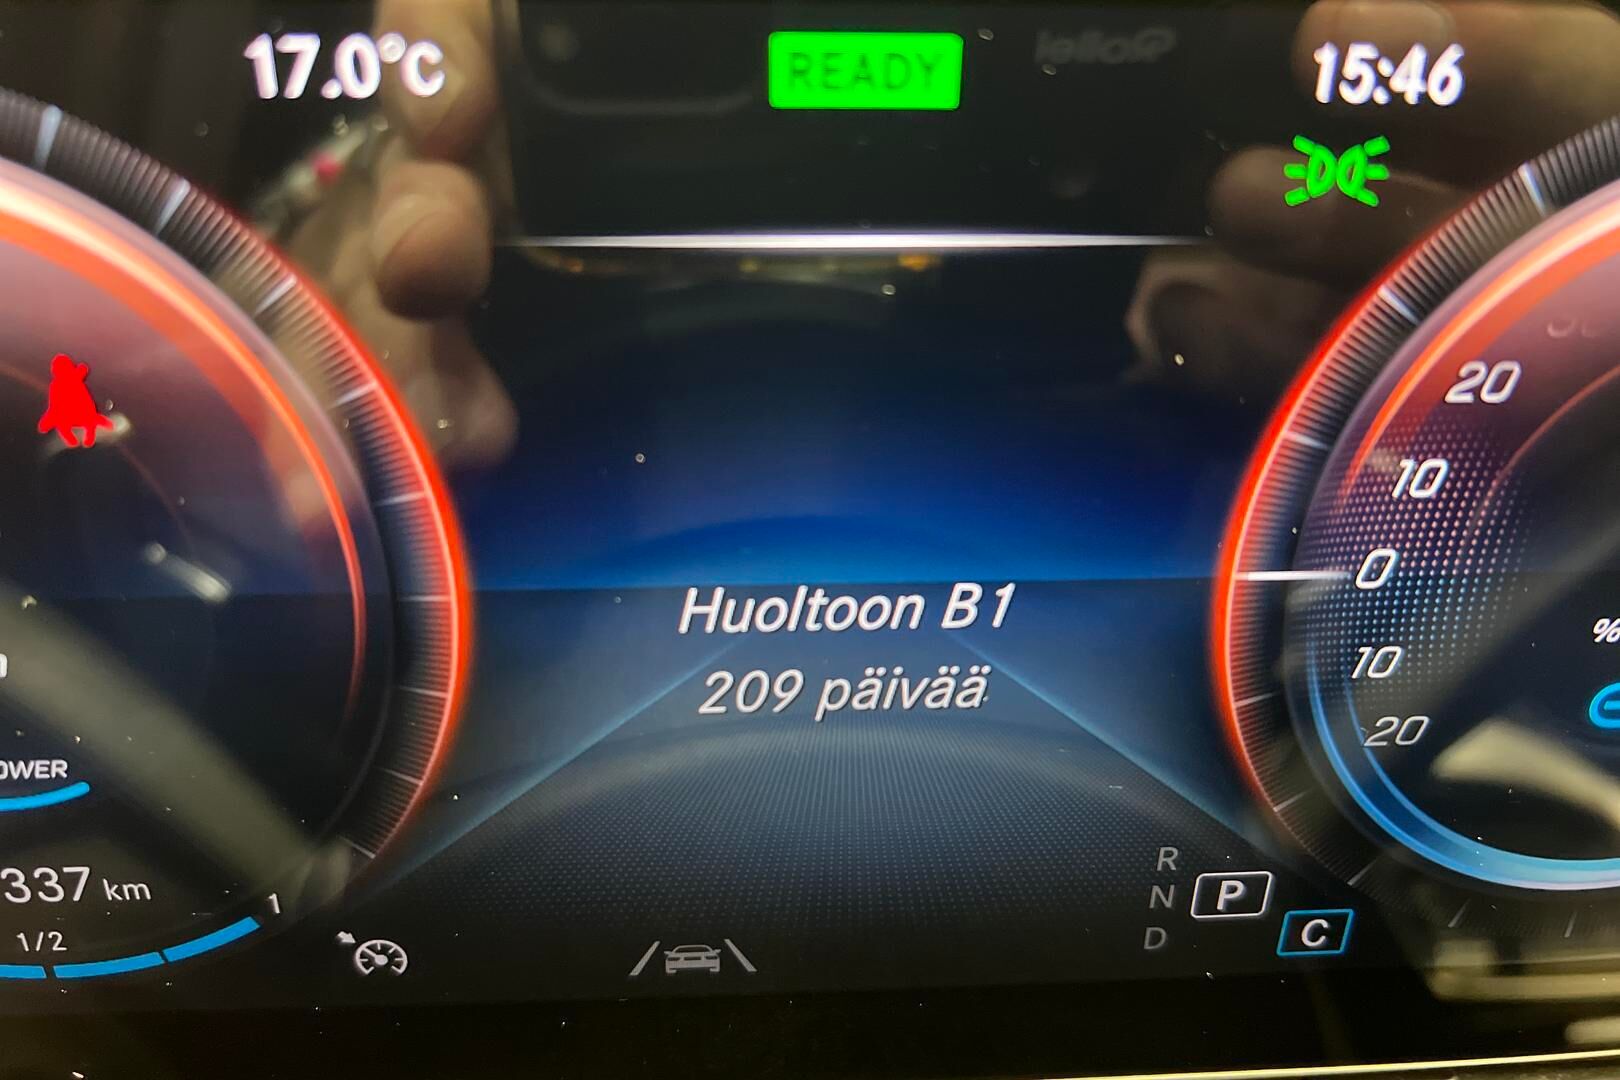 17.0°C
READY
15:46
20
10
0
%
10
20
Huoltoon B1
209 päivää
OWER
337 km
1/2
1
R
N
P
D
C